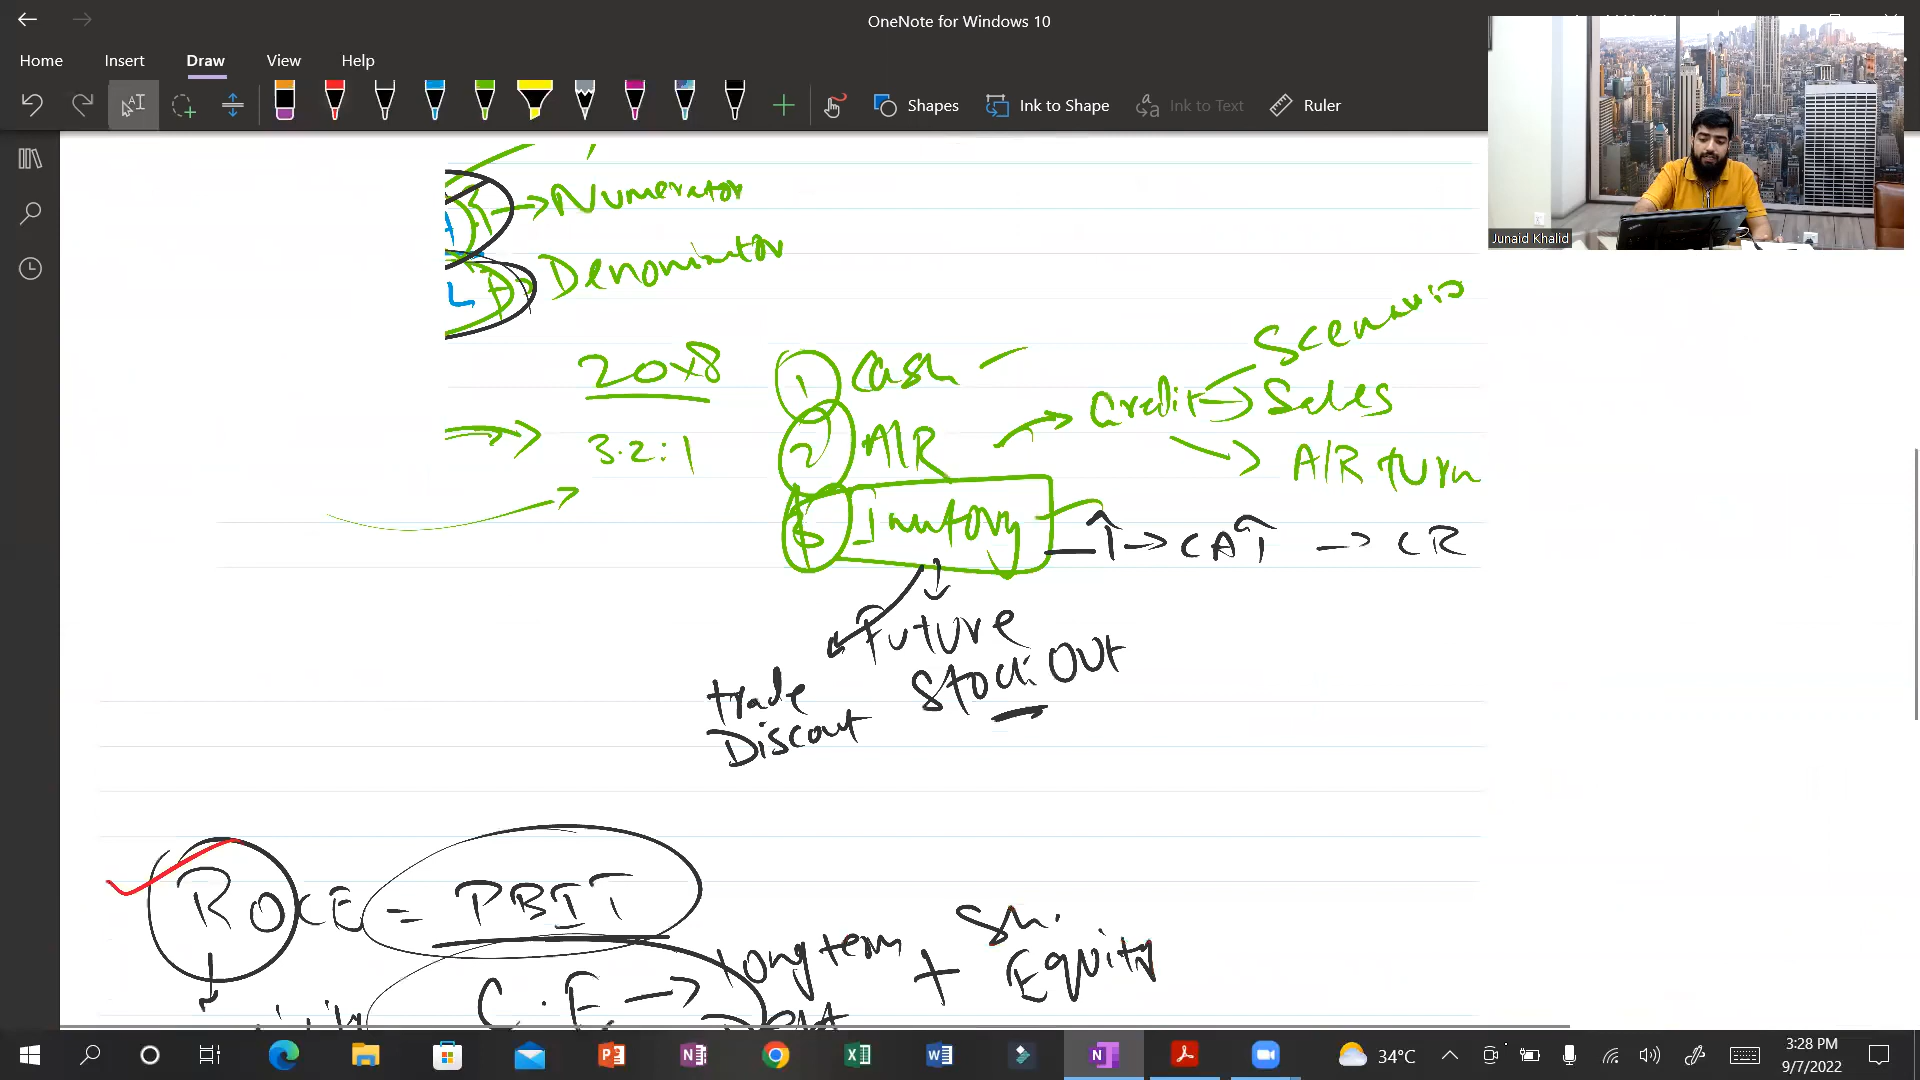 OneNote for Windows 10
Home Insert Draw View Help
Shapes Ink to Shape Ink to Text Ruler
Junaid Khalid
Numerator
Denominator
L
Scenario
20x8 1 Cash
Credit → Sales
3.2:1 2 A/R
A/R turn
3 Inventory
↑ → CA↑ → CR
Future
Stock Out
trade
Discout
ROCE = PBIT
C.E → long term + Sh.
Equity
34°C
3:28 PM
9/7/2022